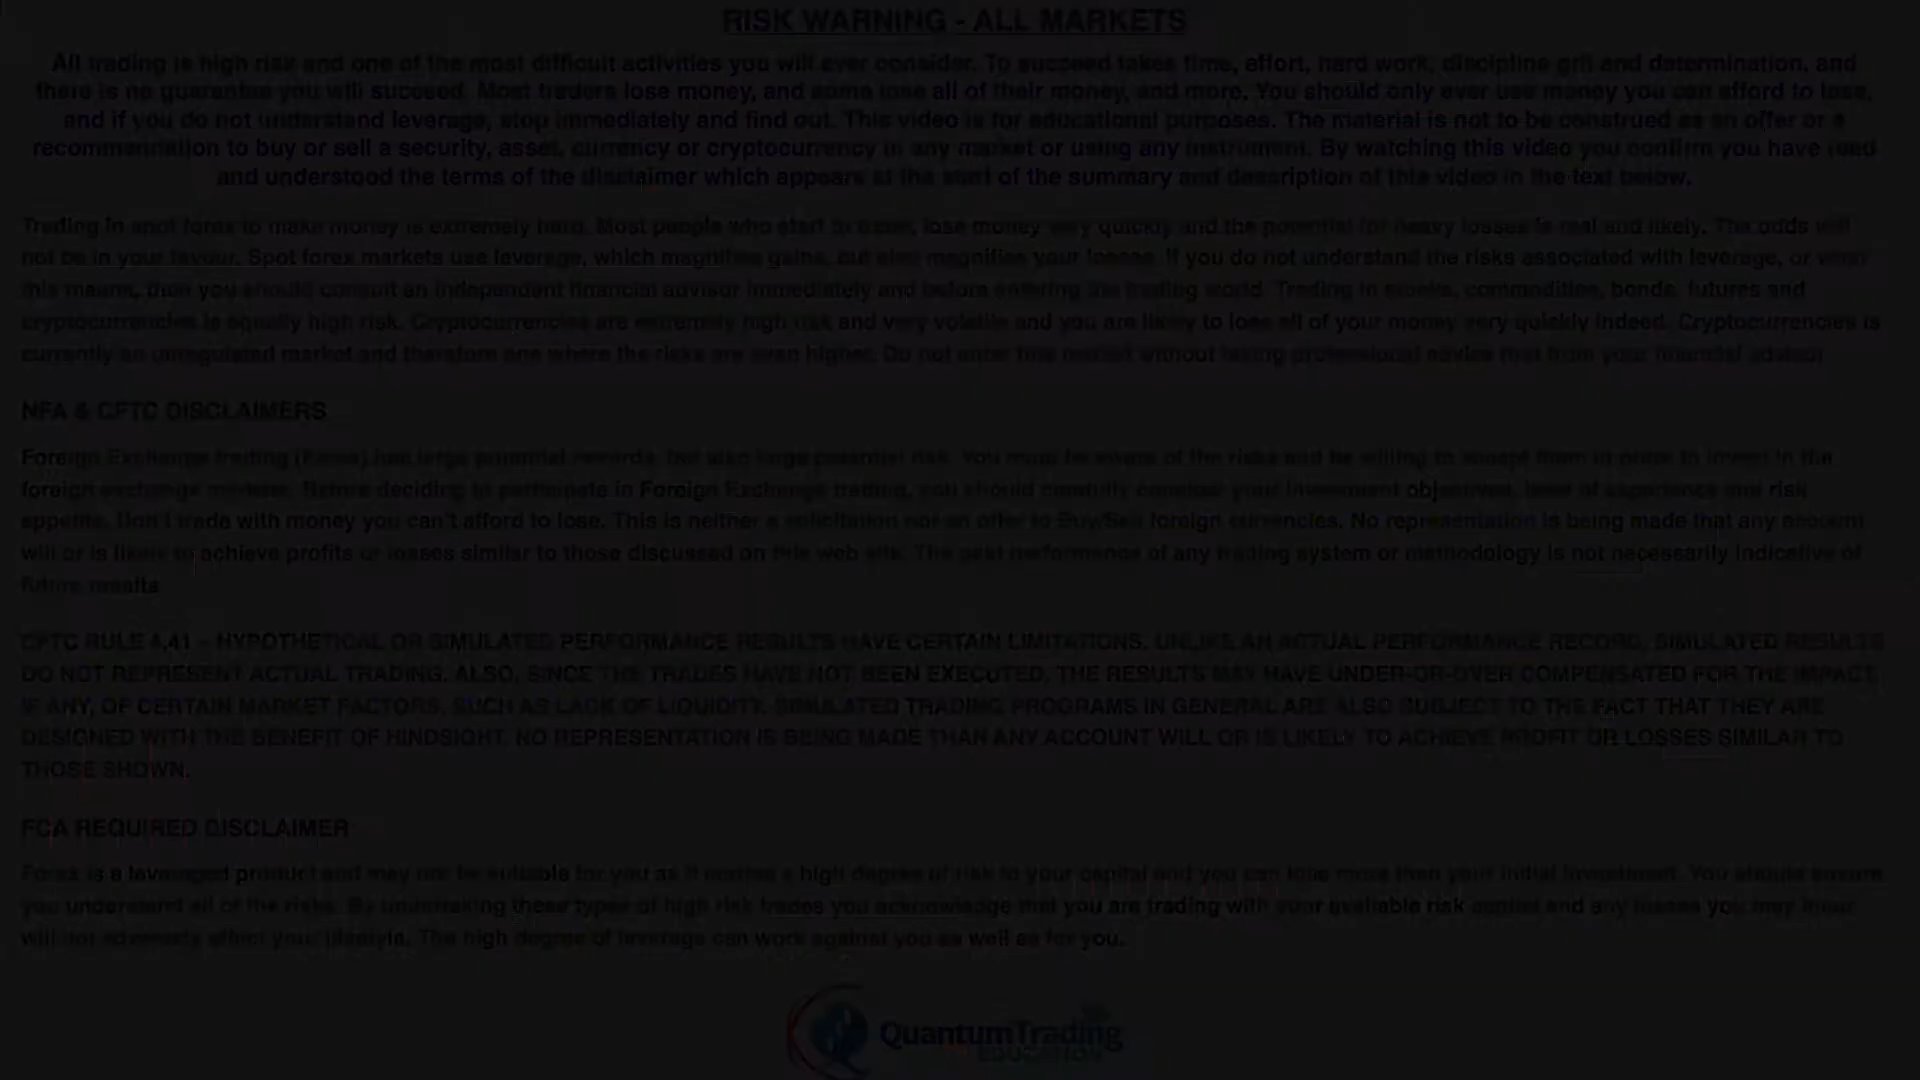 RISK WARNING - ALL MARKETS
All trading is high risk and one of the most difficult activities you will ever consider. To succeed takes time, effort, hard work, discipline grit and determination, and
there is no guarantee you will succeed. Most traders lose money, and some lose all of their money, and more. You should only ever use money you can afford to lose,
and if you do not understand leverage, stop immediately and find out. This video is for educational purposes. The material is not to be construed as an offer or a
recommendation to buy or sell a security, asset, currency or cryptocurrency in any market or using any instrument. By watching this video you confirm you have read
and understood the terms of the disclaimer which appears at the start of the summary and description of this video in the text below.
Trading in spot forex to make money is extremely hard. Most people who start to trade, lose money very quickly and the potential for heavy losses is real and likely. The odds will
not be in your favour. Spot forex markets use leverage, which magnifies gains, but also magnifies your losses. If you do not understand the risks associated with leverage, or what
this means, then you should consult an independent financial advisor immediately and before entering the trading world. Trading in stocks, commodities, bonds, futures and
cryptocurrencies is equally high risk. Cryptocurrencies are extremely high risk and very volatile and you are likely to lose all of your money very quickly indeed. Cryptocurrencies is
currently an unregulated market and therefore one where the risks are even higher. Do not enter this market without taking professional advice first from your financial advisor
NFA & CFTC DISCLAIMERS
Foreign Exchange trading (Forex) has large potential rewards, but also large potential risk. You must be aware of the risks and be willing to accept them in order to invest in the
foreign exchange markets. Before deciding to participate in Foreign Exchange trading, you should carefully consider your investment objectives, level of experience and risk
appetite. Don't trade with money you can't afford to lose. This is neither a solicitation nor an offer to Buy/Sell foreign currencies. No representation is being made that any account
will or is likely to achieve profits or losses similar to those discussed on this web site. The past performance of any trading system or methodology is not necessarily indicative of
future results
CFTC RULE 4.41 - HYPOTHETICAL OR SIMULATED PERFORMANCE RESULTS HAVE CERTAIN LIMITATIONS. UNLIKE AN ACTUAL PERFORMANCE RECORD, SIMULATED RESULTS
DO NOT REPRESENT ACTUAL TRADING. ALSO, SINCE THE TRADES HAVE NOT BEEN EXECUTED, THE RESULTS MAY HAVE UNDER-OR-OVER COMPENSATED FOR THE IMPACT,
IF ANY, OF CERTAIN MARKET FACTORS, SUCH AS LACK OF LIQUIDITY. SIMULATED TRADING PROGRAMS IN GENERAL ARE ALSO SUBJECT TO THE FACT THAT THEY ARE
DESIGNED WITH THE BENEFIT OF HINDSIGHT. NO REPRESENTATION IS BEING MADE THAN ANY ACCOUNT WILL OR IS LIKELY TO ACHIEVE PROFIT OR LOSSES SIMILAR TO
THOSE SHOWN.
FCA REQUIRED DISCLAIMER
Forex is a leveraged product and may not be suitable for you as it carries a high degree of risk to your capital and you can lose more than your initial investment. You should ensure
you understand all of the risks. By undertaking these types of high risk trades you acknowledge that you are trading with your available risk capital and any losses you may incur
will not adversely affect your lifestyle. The high degree of leverage can work against you as well as for you.
QuantumTrading
EDUCATION